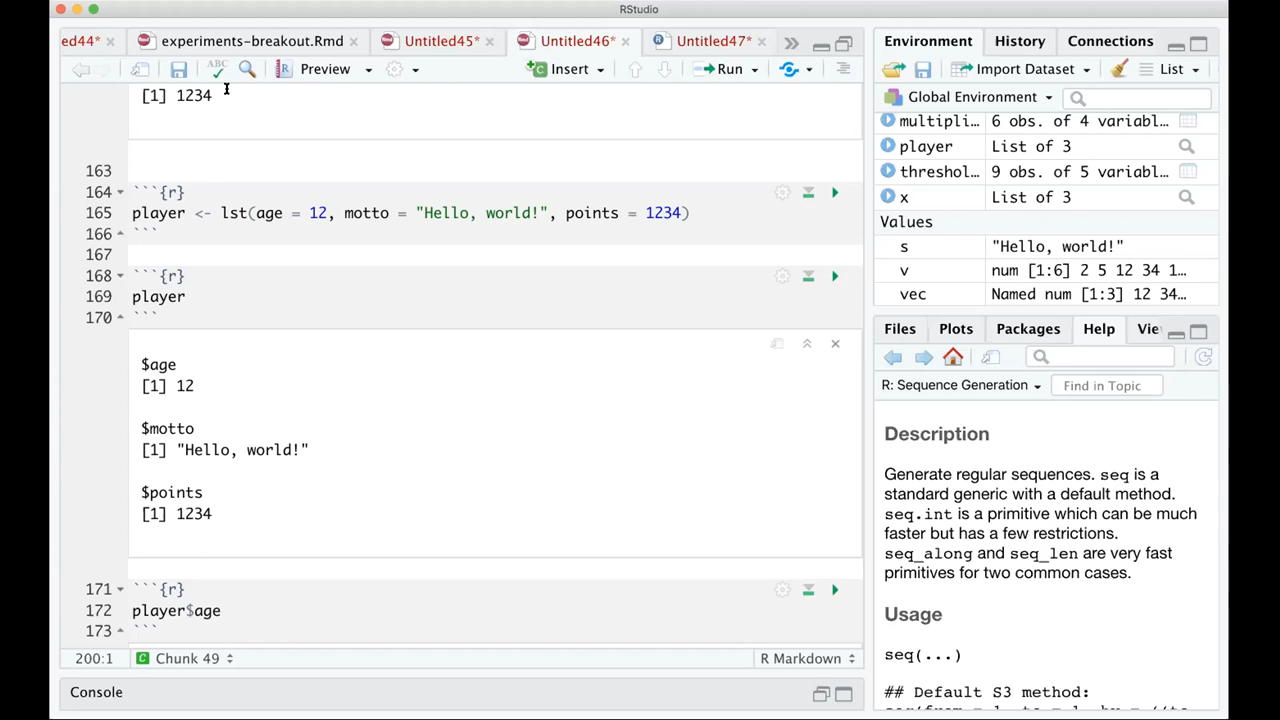 RStudio
ed44* experiments-breakout.Rmd Untitled45* Untitled46* Untitled47*
ABC Preview Insert Run
[1] 1234
163
164 ```{r}
165 player <- lst(age = 12, motto = "Hello, world!", points = 1234)
166 ```
167
168 ```{r}
169 player
170 ```
$age
[1] 12
$motto
[1] "Hello, world!"
$points
[1] 1234
171 ```{r}
172 player$age
173 ```
200:1 Chunk 49 R Markdown
Console
Environment History Connections
Import Dataset List
Global Environment
multipli… 6 obs. of 4 variabl…
player List of 3
threshol… 9 obs. of 5 variabl…
x List of 3
Values
s "Hello, world!"
v num [1:6] 2 5 12 34 1…
vec Named num [1:3] 12 34…
Files Plots Packages Help Vie
R: Sequence Generation Find in Topic
Description
Generate regular sequences. seq is a
standard generic with a default method.
seq.int is a primitive which can be much
faster but has a few restrictions.
seq_along and seq_len are very fast
primitives for two common cases.
Usage
seq(...)
## Default S3 method: